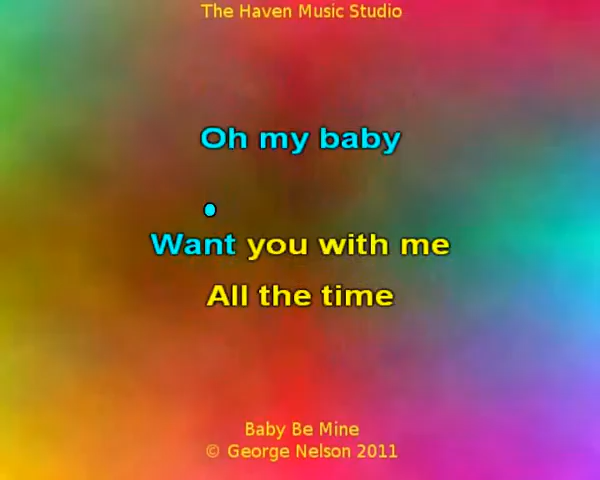 The Haven Music Studio
Oh my baby
Want you with me
All the time
Baby Be Mine
© George Nelson 2011